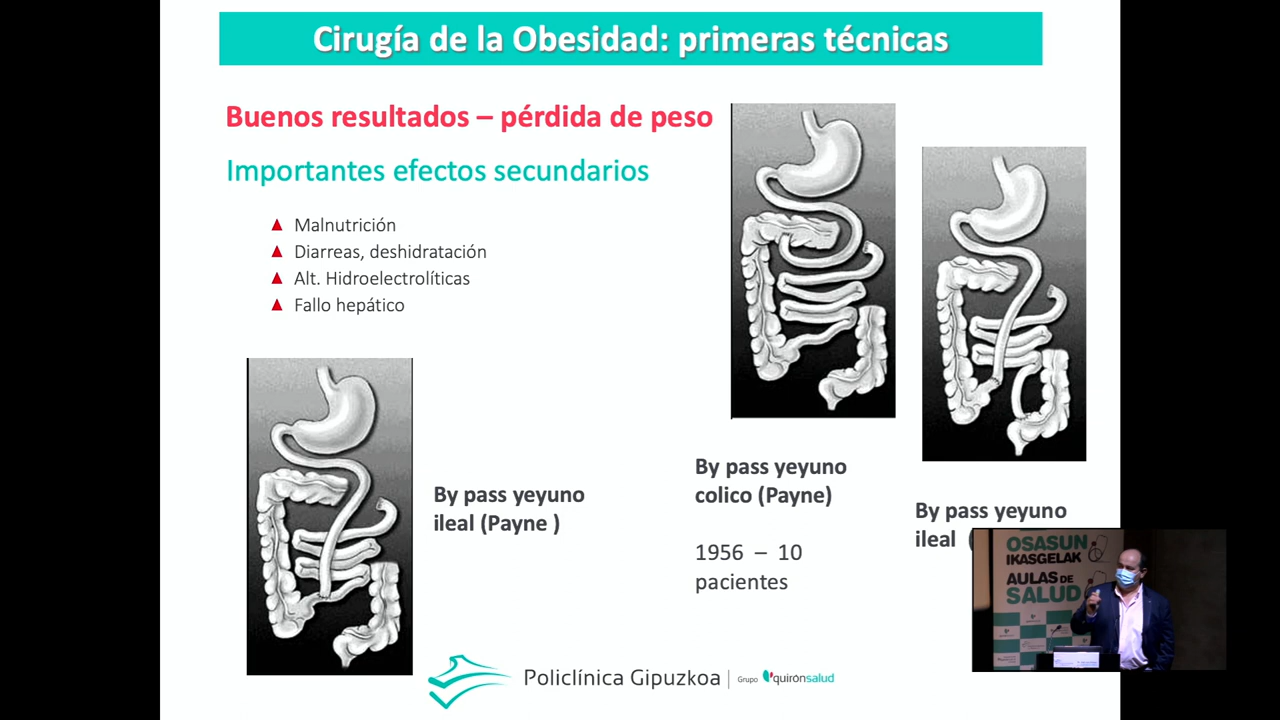 Cirugía de la Obesidad: primeras técnicas
Buenos resultados – pérdida de peso
Importantes efectos secundarios
Malnutrición
Diarreas, deshidratación
Alt. Hidroelectrolíticas
Fallo hepático
By pass yeyuno
ileal (Payne )
By pass yeyuno
colico (Payne)
1956 – 10
pacientes
By pass yeyuno
ileal (
OSASUN
IKASGELAK
AULAS DE
SALUD
Policlínica Gipuzkoa
Grupo quirónsalud